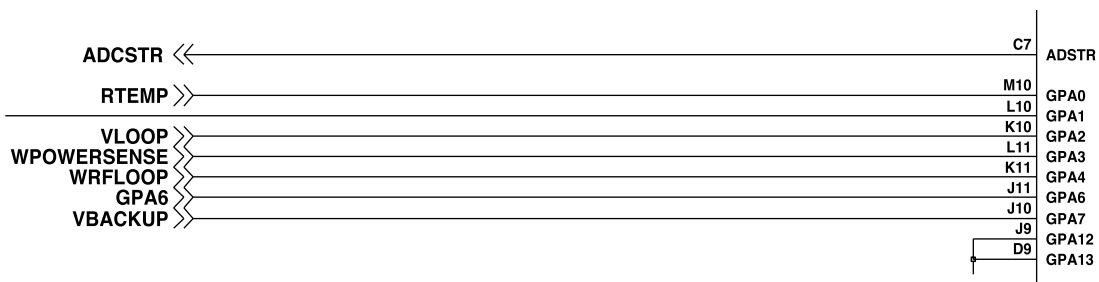 C7
ADCSTR ADSTR
M10
RTEMP GPA0
L10
GPA1
K10
VLOOP GPA2
L11
WPOWERSENSE GPA3
K11
WRFLOOP GPA4
J11
GPA6 GPA6
J10
VBACKUP GPA7
J9
GPA12
D9
GPA13